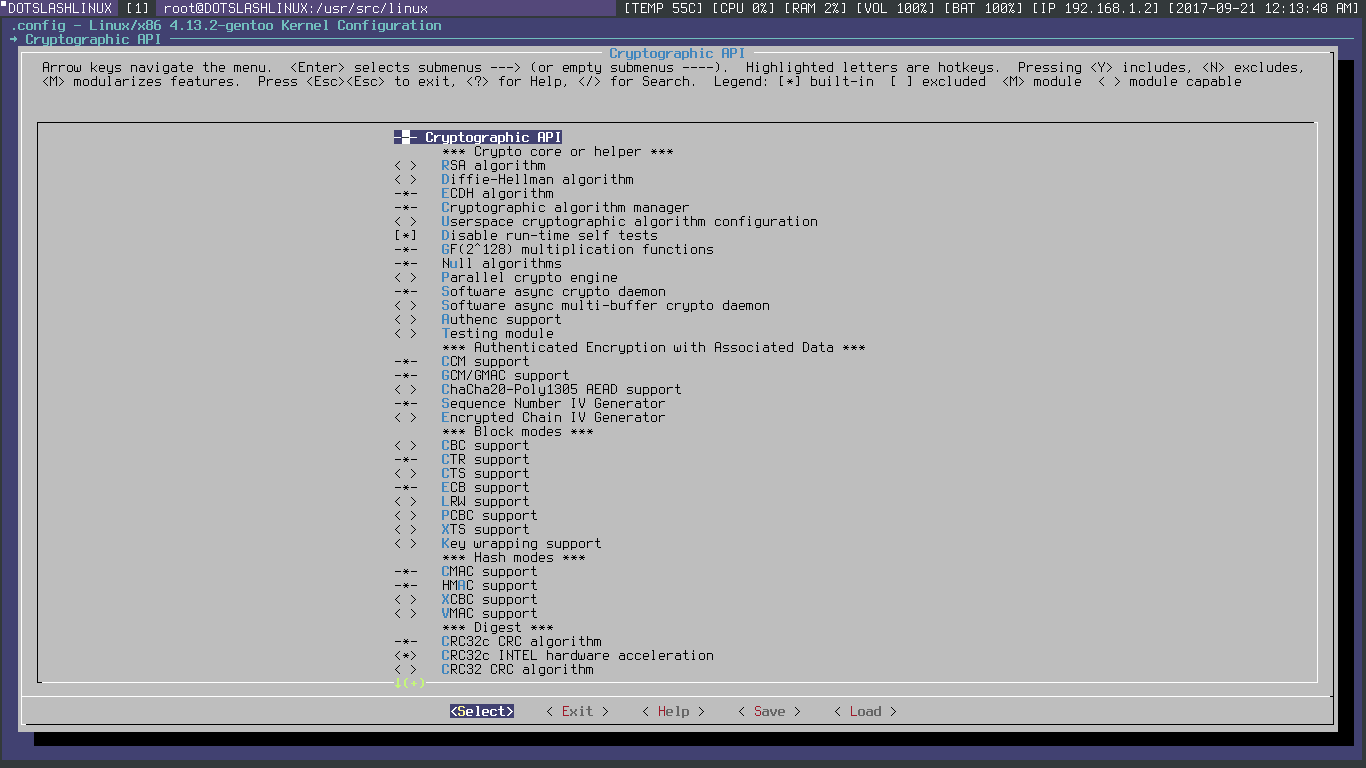 DOTSLASHLINUX [1] root@DOTSLASHLINUX:/usr/src/linux [TEMP 55C] [CPU 0%] [RAM 2%] [VOL 100%] [BAT 100%] [IP 192.168.1.2] [2017-09-21 12:13:48 AM]
.config - Linux/x86 4.13.2-gentoo Kernel Configuration
→ Cryptographic API
Cryptographic API
Arrow keys navigate the menu. <Enter> selects submenus ---> (or empty submenus ----). Highlighted letters are hotkeys. Pressing <Y> includes, <N> excludes,
<M> modularizes features. Press <Esc><Esc> to exit, <?> for Help, </> for Search. Legend: [*] built-in [ ] excluded <M> module < > module capable
-*- Cryptographic API
*** Crypto core or helper ***
< > RSA algorithm
< > Diffie-Hellman algorithm
-*- ECDH algorithm
-*- Cryptographic algorithm manager
< > Userspace cryptographic algorithm configuration
[*] Disable run-time self tests
-*- GF(2^128) multiplication functions
-*- Null algorithms
< > Parallel crypto engine
-*- Software async crypto daemon
< > Software async multi-buffer crypto daemon
< > Authenc support
< > Testing module
*** Authenticated Encryption with Associated Data ***
-*- CCM support
-*- GCM/GMAC support
< > ChaCha20-Poly1305 AEAD support
-*- Sequence Number IV Generator
< > Encrypted Chain IV Generator
*** Block modes ***
< > CBC support
-*- CTR support
< > CTS support
-*- ECB support
< > LRW support
< > PCBC support
< > XTS support
< > Key wrapping support
*** Hash modes ***
-*- CMAC support
-*- HMAC support
< > XCBC support
< > VMAC support
*** Digest ***
-*- CRC32c CRC algorithm
<*> CRC32c INTEL hardware acceleration
< > CRC32 CRC algorithm
↓(+)
<Select> < Exit > < Help > < Save > < Load >